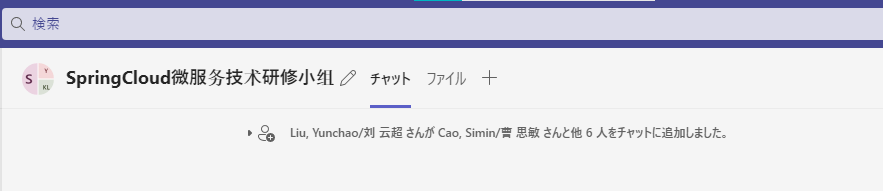 検索
S Y KL
SpringCloud微服务技术研修小组 チャット ファイル
Liu, Yunchao/刘 云超 さんが Cao, Simin/曹 思敏 さんと他 6 人をチャットに追加しました。